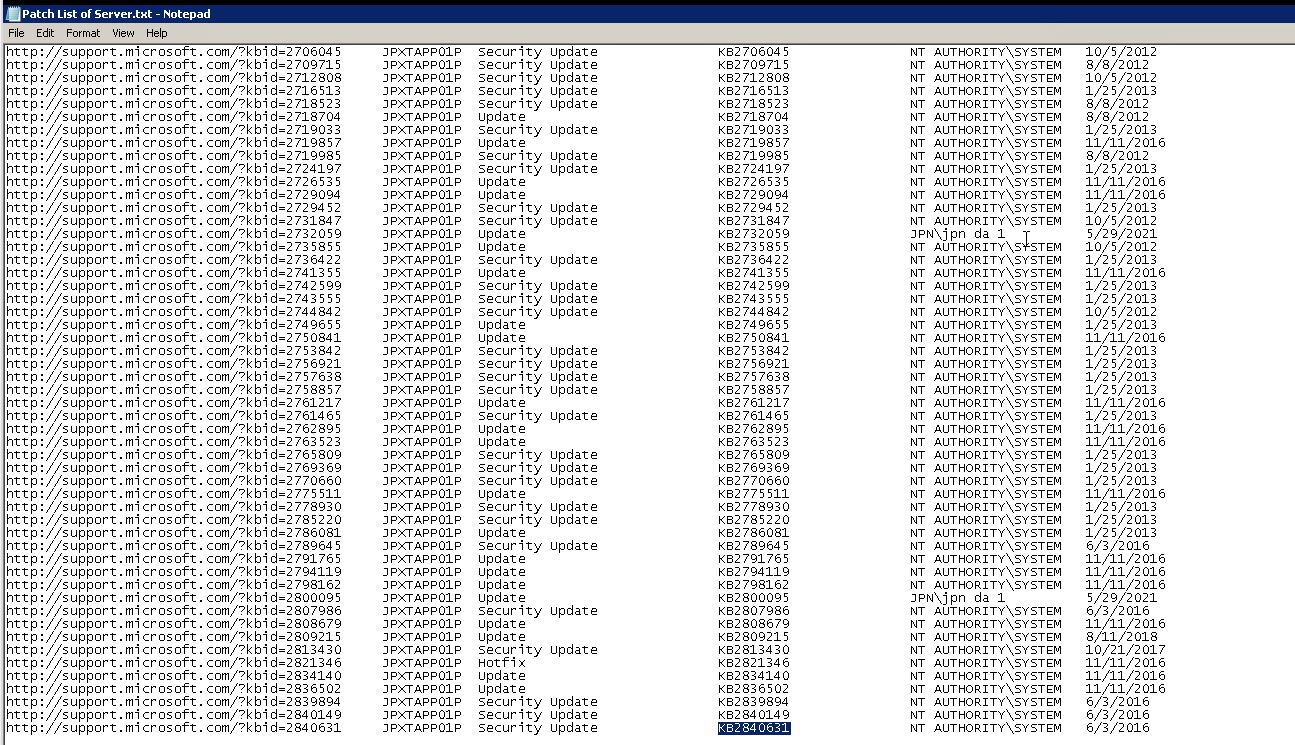 Patch List of Server.txt - Notepad
File Edit Format View Help
http://support.microsoft.com/?kbid=2706045 JPXTAPP01P Security Update KB2706045 NT AUTHORITY\SYSTEM 10/5/2012
http://support.microsoft.com/?kbid=2709715 JPXTAPP01P Security Update KB2709715 NT AUTHORITY\SYSTEM 8/8/2012
http://support.microsoft.com/?kbid=2712808 JPXTAPP01P Security Update KB2712808 NT AUTHORITY\SYSTEM 10/5/2012
http://support.microsoft.com/?kbid=2716513 JPXTAPP01P Security Update KB2716513 NT AUTHORITY\SYSTEM 1/25/2013
http://support.microsoft.com/?kbid=2718523 JPXTAPP01P Security Update KB2718523 NT AUTHORITY\SYSTEM 8/8/2012
http://support.microsoft.com/?kbid=2718704 JPXTAPP01P Update KB2718704 NT AUTHORITY\SYSTEM 8/8/2012
http://support.microsoft.com/?kbid=2719033 JPXTAPP01P Security Update KB2719033 NT AUTHORITY\SYSTEM 1/25/2013
http://support.microsoft.com/?kbid=2719857 JPXTAPP01P Update KB2719857 NT AUTHORITY\SYSTEM 11/11/2016
http://support.microsoft.com/?kbid=2719985 JPXTAPP01P Security Update KB2719985 NT AUTHORITY\SYSTEM 8/8/2012
http://support.microsoft.com/?kbid=2724197 JPXTAPP01P Security Update KB2724197 NT AUTHORITY\SYSTEM 1/25/2013
http://support.microsoft.com/?kbid=2726535 JPXTAPP01P Update KB2726535 NT AUTHORITY\SYSTEM 11/11/2016
http://support.microsoft.com/?kbid=2729094 JPXTAPP01P Update KB2729094 NT AUTHORITY\SYSTEM 11/11/2016
http://support.microsoft.com/?kbid=2729452 JPXTAPP01P Security Update KB2729452 NT AUTHORITY\SYSTEM 1/25/2013
http://support.microsoft.com/?kbid=2731847 JPXTAPP01P Security Update KB2731847 NT AUTHORITY\SYSTEM 10/5/2012
http://support.microsoft.com/?kbid=2732059 JPXTAPP01P Update KB2732059 JPN\jpn da 1 5/29/2021
http://support.microsoft.com/?kbid=2735855 JPXTAPP01P Security Update KB2735855 NT AUTHORITY\SYSTEM 10/5/2012
http://support.microsoft.com/?kbid=2736422 JPXTAPP01P Security Update KB2736422 NT AUTHORITY\SYSTEM 1/25/2013
http://support.microsoft.com/?kbid=2741355 JPXTAPP01P Update KB2741355 NT AUTHORITY\SYSTEM 11/11/2016
http://support.microsoft.com/?kbid=2742599 JPXTAPP01P Security Update KB2742599 NT AUTHORITY\SYSTEM 1/25/2013
http://support.microsoft.com/?kbid=2743555 JPXTAPP01P Security Update KB2743555 NT AUTHORITY\SYSTEM 1/25/2013
http://support.microsoft.com/?kbid=2744842 JPXTAPP01P Security Update KB2744842 NT AUTHORITY\SYSTEM 10/5/2012
http://support.microsoft.com/?kbid=2749655 JPXTAPP01P Update KB2749655 NT AUTHORITY\SYSTEM 1/25/2013
http://support.microsoft.com/?kbid=2750841 JPXTAPP01P Update KB2750841 NT AUTHORITY\SYSTEM 11/11/2016
http://support.microsoft.com/?kbid=2753842 JPXTAPP01P Security Update KB2753842 NT AUTHORITY\SYSTEM 1/25/2013
http://support.microsoft.com/?kbid=2756921 JPXTAPP01P Security Update KB2756921 NT AUTHORITY\SYSTEM 1/25/2013
http://support.microsoft.com/?kbid=2757638 JPXTAPP01P Security Update KB2757638 NT AUTHORITY\SYSTEM 1/25/2013
http://support.microsoft.com/?kbid=2758857 JPXTAPP01P Security Update KB2758857 NT AUTHORITY\SYSTEM 1/25/2013
http://support.microsoft.com/?kbid=2761217 JPXTAPP01P Update KB2761217 NT AUTHORITY\SYSTEM 11/11/2016
http://support.microsoft.com/?kbid=2761465 JPXTAPP01P Security Update KB2761465 NT AUTHORITY\SYSTEM 1/25/2013
http://support.microsoft.com/?kbid=2762895 JPXTAPP01P Update KB2762895 NT AUTHORITY\SYSTEM 11/11/2016
http://support.microsoft.com/?kbid=2763523 JPXTAPP01P Update KB2763523 NT AUTHORITY\SYSTEM 11/11/2016
http://support.microsoft.com/?kbid=2765809 JPXTAPP01P Security Update KB2765809 NT AUTHORITY\SYSTEM 1/25/2013
http://support.microsoft.com/?kbid=2769369 JPXTAPP01P Security Update KB2769369 NT AUTHORITY\SYSTEM 1/25/2013
http://support.microsoft.com/?kbid=2770660 JPXTAPP01P Security Update KB2770660 NT AUTHORITY\SYSTEM 1/25/2013
http://support.microsoft.com/?kbid=2775511 JPXTAPP01P Update KB2775511 NT AUTHORITY\SYSTEM 11/11/2016
http://support.microsoft.com/?kbid=2778930 JPXTAPP01P Security Update KB2778930 NT AUTHORITY\SYSTEM 1/25/2013
http://support.microsoft.com/?kbid=2785220 JPXTAPP01P Security Update KB2785220 NT AUTHORITY\SYSTEM 1/25/2013
http://support.microsoft.com/?kbid=2786081 JPXTAPP01P Update KB2786081 NT AUTHORITY\SYSTEM 1/25/2013
http://support.microsoft.com/?kbid=2789645 JPXTAPP01P Security Update KB2789645 NT AUTHORITY\SYSTEM 6/3/2016
http://support.microsoft.com/?kbid=2791765 JPXTAPP01P Update KB2791765 NT AUTHORITY\SYSTEM 11/11/2016
http://support.microsoft.com/?kbid=2794119 JPXTAPP01P Update KB2794119 NT AUTHORITY\SYSTEM 11/11/2016
http://support.microsoft.com/?kbid=2798162 JPXTAPP01P Update KB2798162 NT AUTHORITY\SYSTEM 11/11/2016
http://support.microsoft.com/?kbid=2800095 JPXTAPP01P Update KB2800095 JPN\jpn da 1 5/29/2021
http://support.microsoft.com/?kbid=2807986 JPXTAPP01P Security Update KB2807986 NT AUTHORITY\SYSTEM 6/3/2016
http://support.microsoft.com/?kbid=2808679 JPXTAPP01P Update KB2808679 NT AUTHORITY\SYSTEM 11/11/2016
http://support.microsoft.com/?kbid=2809215 JPXTAPP01P Update KB2809215 NT AUTHORITY\SYSTEM 8/11/2018
http://support.microsoft.com/?kbid=2813430 JPXTAPP01P Security Update KB2813430 NT AUTHORITY\SYSTEM 10/21/2017
http://support.microsoft.com/?kbid=2821346 JPXTAPP01P Hotfix KB2821346 NT AUTHORITY\SYSTEM 11/11/2016
http://support.microsoft.com/?kbid=2834140 JPXTAPP01P Update KB2834140 NT AUTHORITY\SYSTEM 11/11/2016
http://support.microsoft.com/?kbid=2836502 JPXTAPP01P Update KB2836502 NT AUTHORITY\SYSTEM 11/11/2016
http://support.microsoft.com/?kbid=2839894 JPXTAPP01P Security Update KB2839894 NT AUTHORITY\SYSTEM 6/3/2016
http://support.microsoft.com/?kbid=2840149 JPXTAPP01P Security Update KB2840149 NT AUTHORITY\SYSTEM 6/3/2016
http://support.microsoft.com/?kbid=2840631 JPXTAPP01P Security Update KB2840631 NT AUTHORITY\SYSTEM 6/3/2016